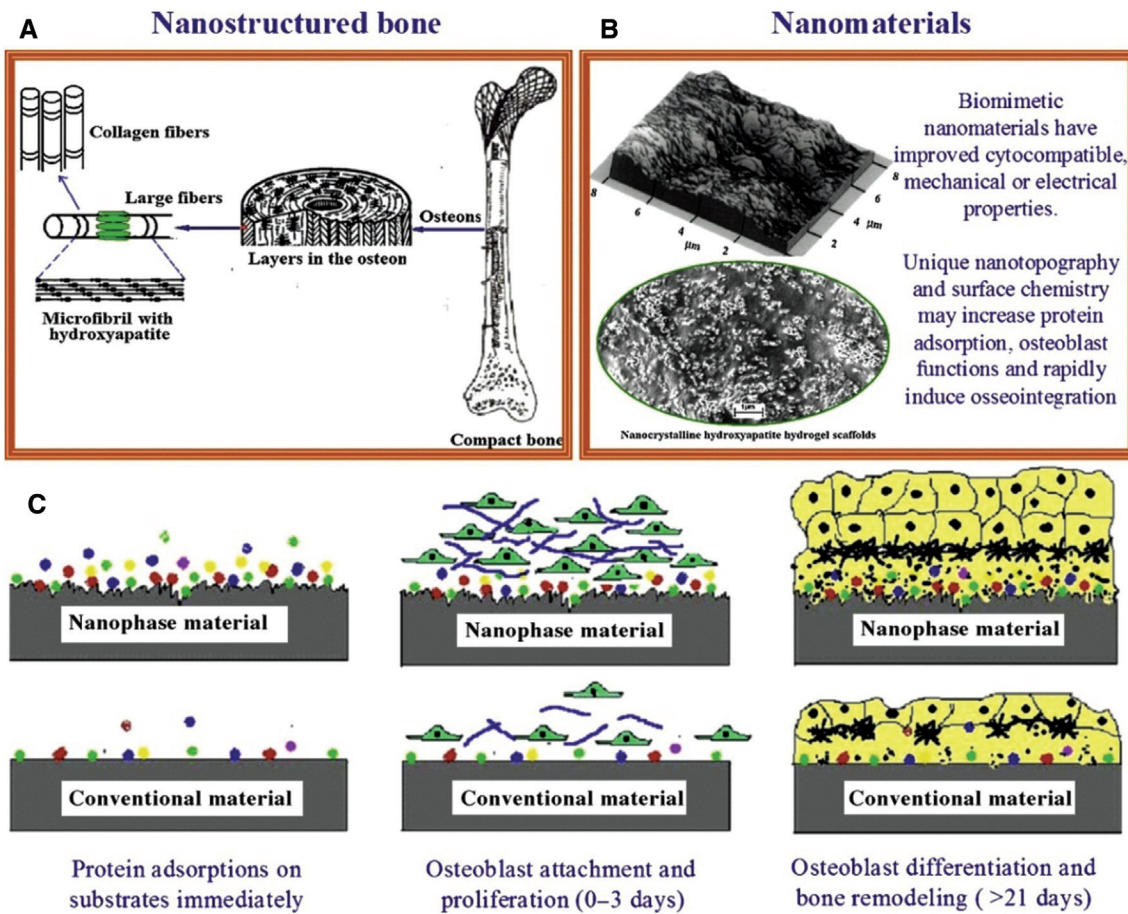 A
Nanostructured bone
Collagen fibers
Large fibers
Osteons
Layers in the osteon
Microfibril with
hydroxyapatite
Compact bone
B
Nanomaterials
8
6
4
μm
2
2
4
μm
6
8
1μm
Nanocrystalline hydroxyapatite hydrogel scaffolds
Biomimetic
nanomaterials have
improved cytocompatible,
mechanical or electrical
properties.
Unique nanotopography
and surface chemistry
may increase protein
adsorption, osteoblast
functions and rapidly
induce osseointegration
C
Nanophase material
Nanophase material
Nanophase material
Conventional material
Conventional material
Conventional material
Protein adsorptions on
substrates immediately
Osteoblast attachment and
proliferation (0–3 days)
Osteoblast differentiation and
bone remodeling ( >21 days)